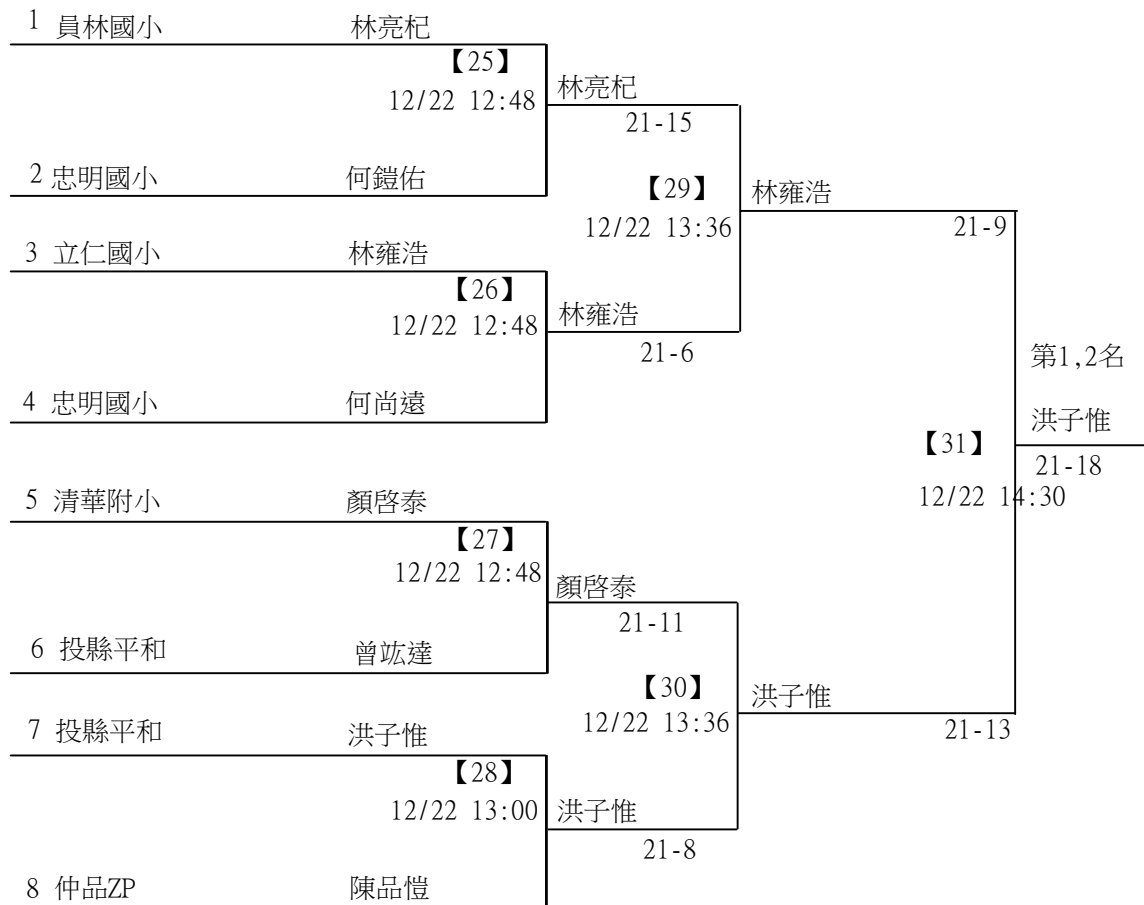 1 員林國小 林亮杞
【25】
12/22 12:48
林亮杞
21-15
2 忠明國小 何鎧佑
【29】
12/22 13:36
林雍浩
21-9
3 立仁國小 林雍浩
【26】
12/22 12:48
林雍浩
21-6
4 忠明國小 何尚遠
第1,2名
洪子惟
【31】
21-18
12/22 14:30
5 清華附小 顏啓泰
【27】
12/22 12:48
顏啓泰
21-11
6 投縣平和 曾竑達
【30】
12/22 13:36
洪子惟
21-13
7 投縣平和 洪子惟
【28】
12/22 13:00
洪子惟
21-8
8 仲品ZP 陳品愷